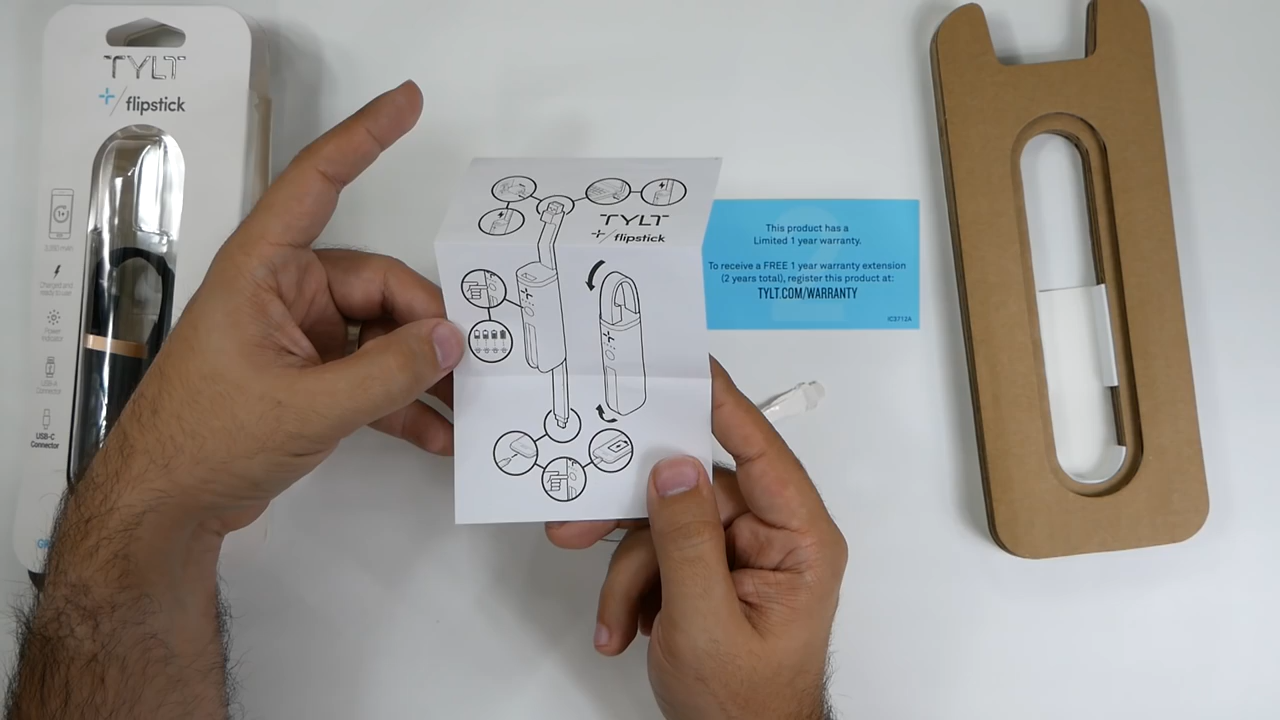 TYLT
+/flipstick
Charged and
ready to use
Power
Indicator
USB-A
Connector
USB-C
Connector
TYLT
+/flipstick
This product has a
Limited 1 year warranty.
To receive a FREE 1 year warranty extension
(2 years total), register this product at:
TYLT.COM/WARRANTY
IC3713A